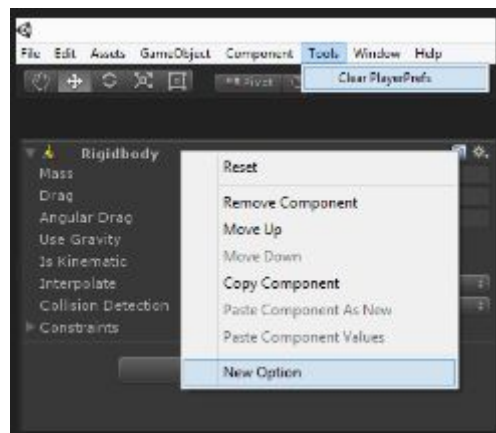 File Edit Assets GameObject Component Tools Window Help
Pivot
Clear PlayerPrefs
Rigidbody
Mass
Drag
Angular Drag
Use Gravity
Is Kinematic
Interpolate
Collision Detection
Constraints
Reset
Remove Component
Move Up
Move Down
Copy Component
Paste Component As New
Paste Component Values
New Option